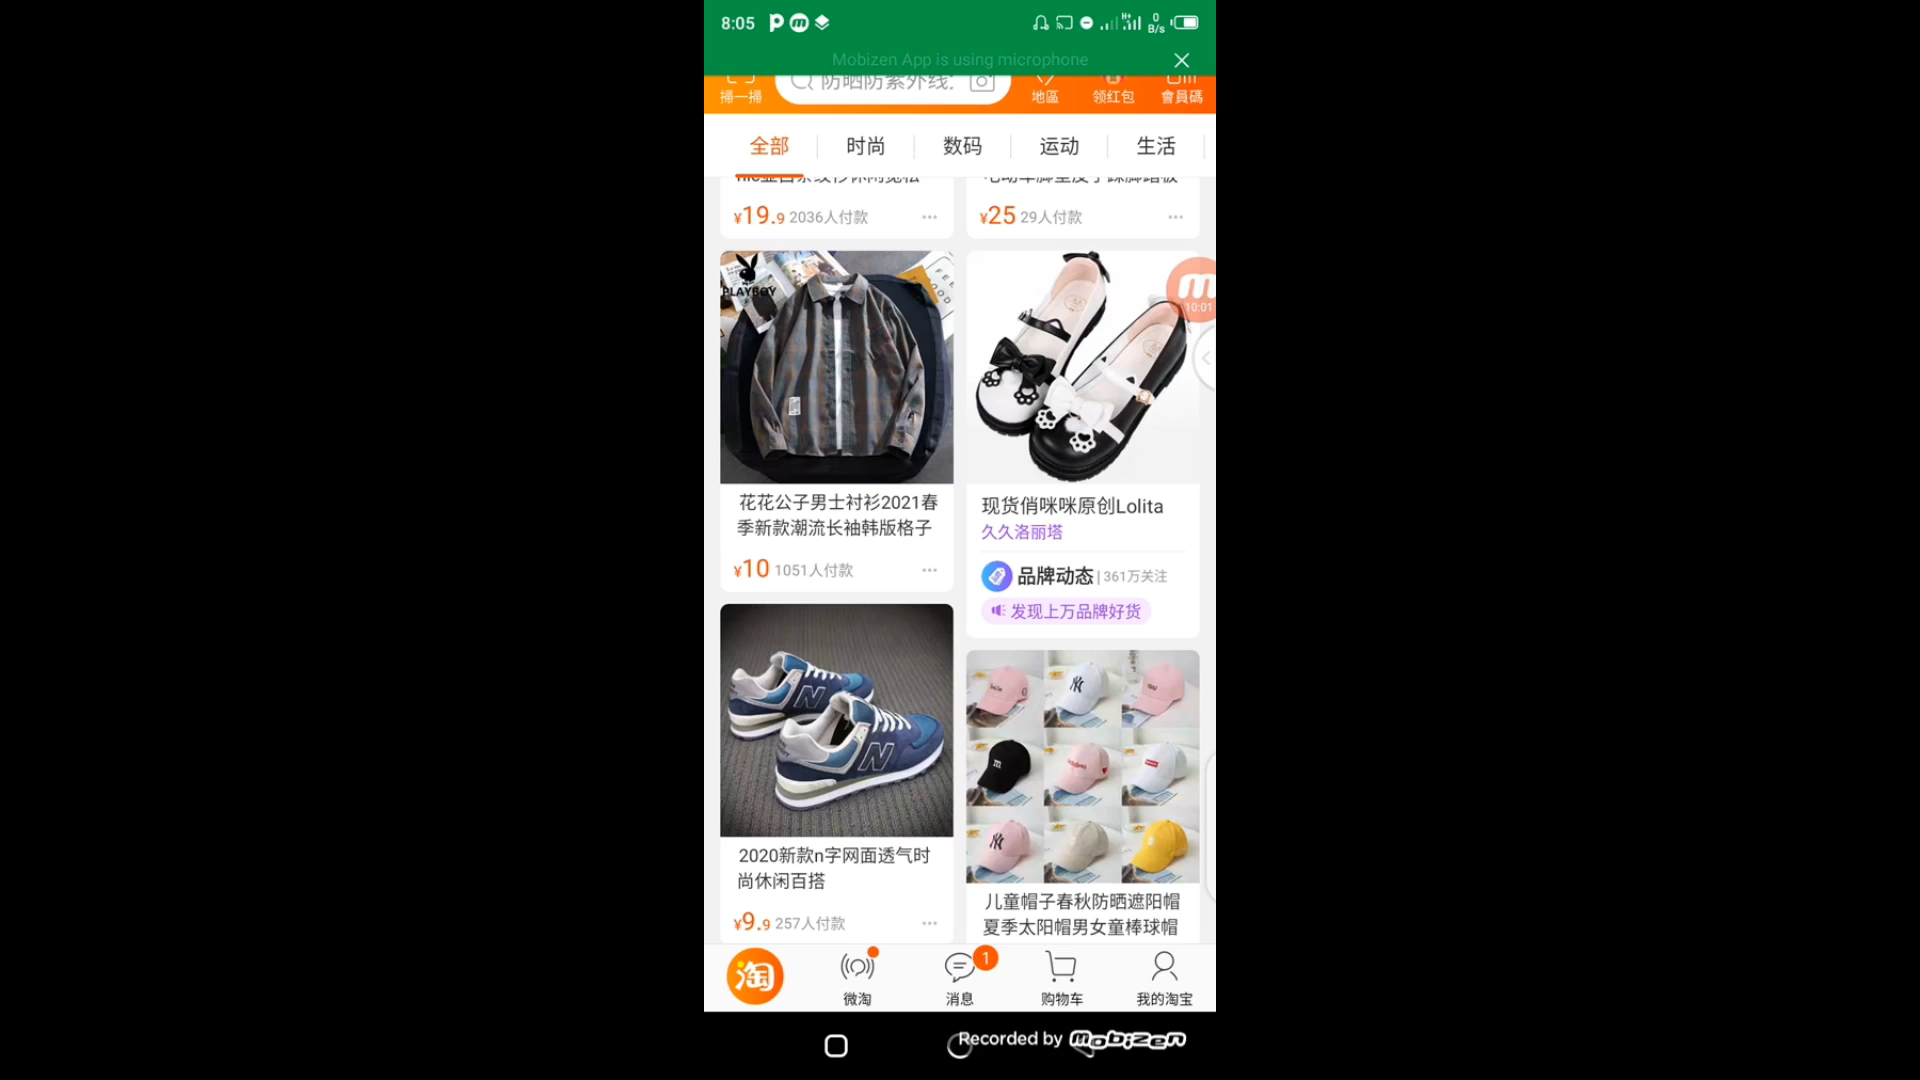 8:05
B/s
Mobizen App is using microphone
防晒防紫外线
掃一掃
地區
领红包
會員碼
全部
时尚
数码
运动
生活
¥19.9 2036人付款
¥25 29人付款
PLAYBOY
10:01
花花公子男士衬衫2021春
季新款潮流长袖韩版格子
¥10 1051人付款
现货俏咪咪原创Lolita
久久洛丽塔
品牌动态 | 361万关注
发现上万品牌好货
2020新款n字网面透气时
尚休闲百搭
¥9.9 257人付款
儿童帽子春秋防晒遮阳帽
夏季太阳帽男女童棒球帽
淘
微淘
1
消息
购物车
我的淘宝
Recorded by mobizen